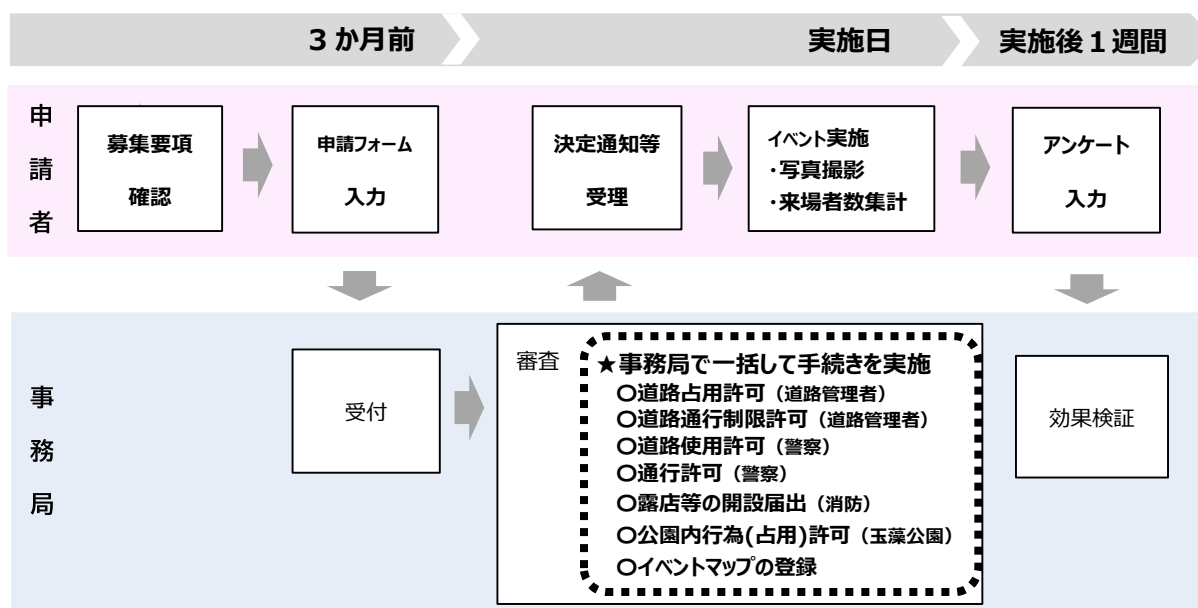 3か月前
実施日
実施後1週間
申
請
者
募集要項
確認
申請フォーム
入力
決定通知等
受理
イベント実施
・写真撮影
・来場者数集計
アンケート
入力
事
務
局
受付
審査
★事務局で一括して手続きを実施
〇道路占用許可（道路管理者）
〇道路通行制限許可（道路管理者）
〇道路使用許可（警察）
〇通行許可（警察）
〇露店等の開設届出（消防）
〇公園内行為(占用)許可（玉藻公園）
〇イベントマップの登録
効果検証